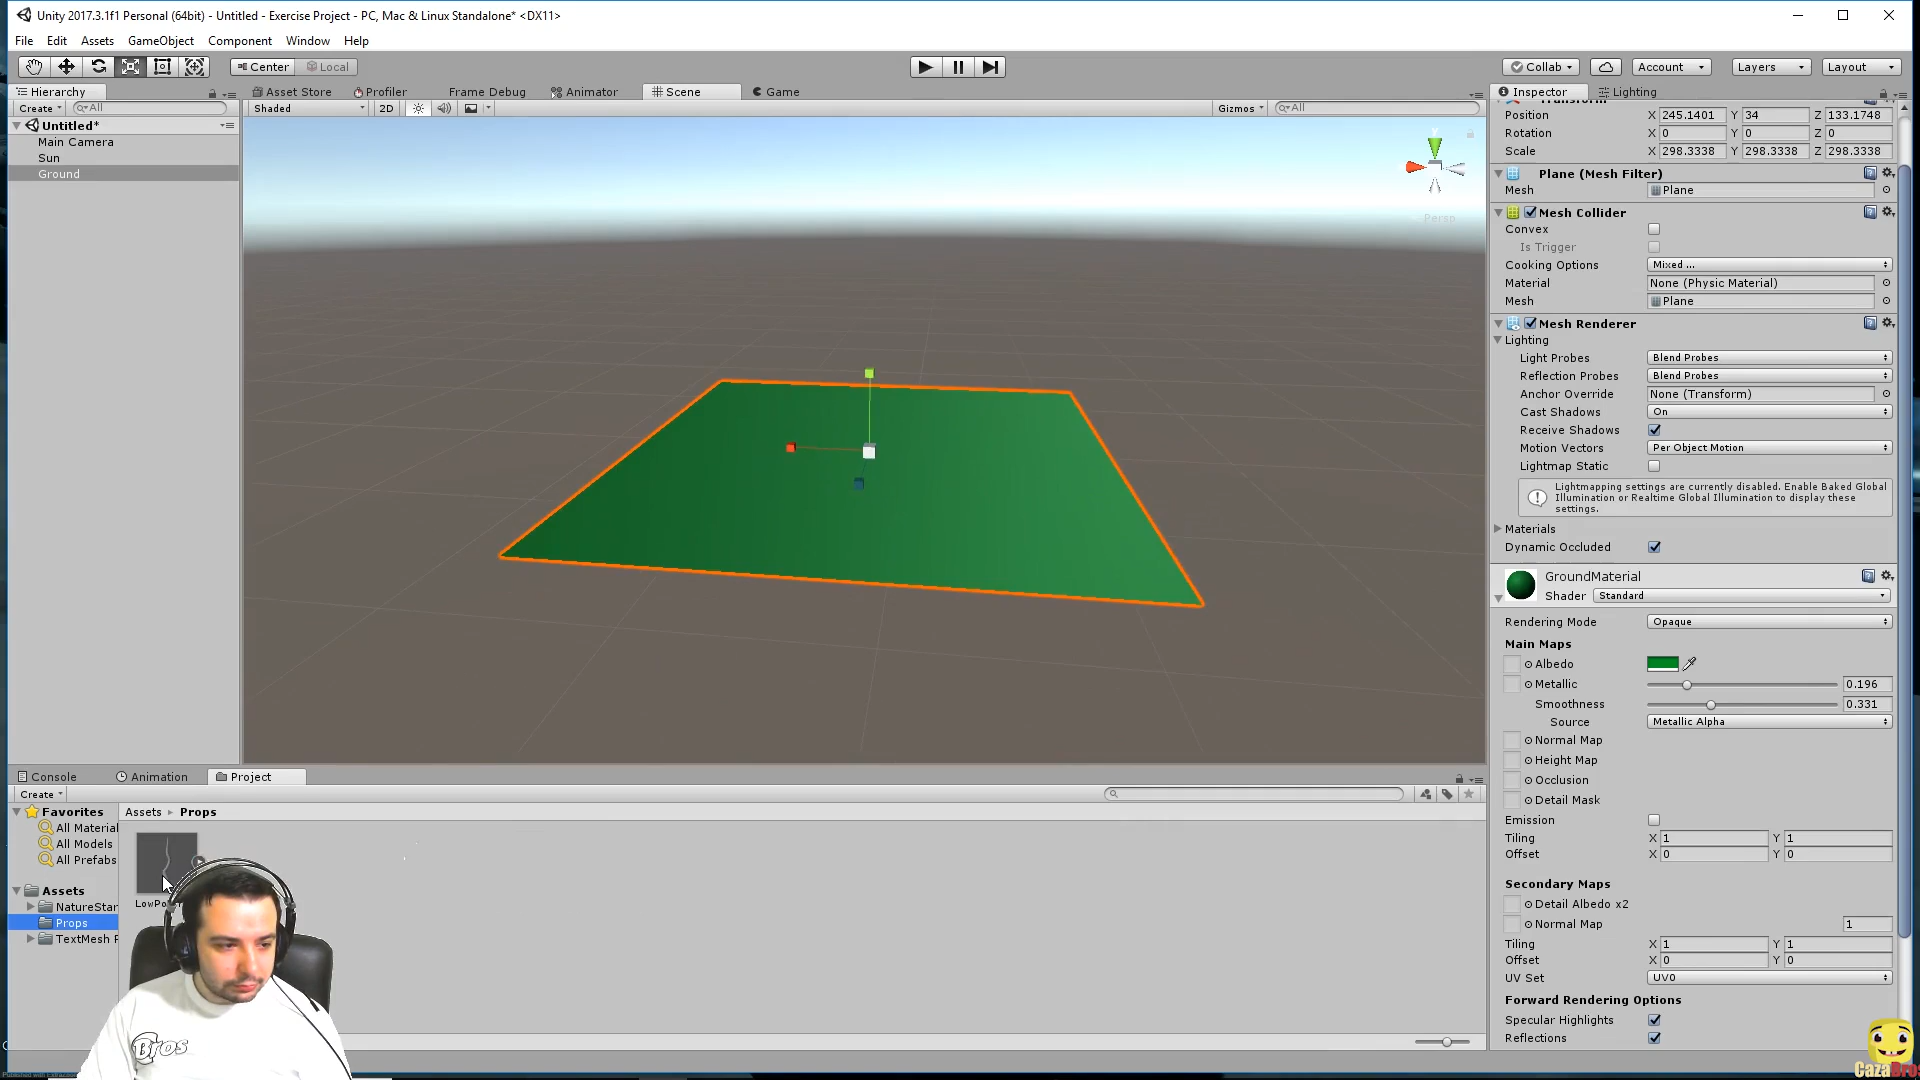 Unity 2017.3.1f1 Personal (64bit) - Untitled - Exercise Project - PC, Mac & Linux Standalone* <DX11>
File Edit Assets GameObject Component Window Help
Center Local Collab Account Layers Layout
Hierarchy Asset Store Profiler Frame Debug Animator Scene Game Inspector Lighting
Create All Shaded 2D Gizmos All
Untitled*
Main Camera
Sun
Ground
Persp
Position X 245.1401 Y 34 Z 133.1748
Rotation X 0 Y 0 Z 0
Scale X 298.3338 Y 298.3338 Z 298.3338
Plane (Mesh Filter)
Mesh Plane
Mesh Collider
Convex
Is Trigger
Cooking Options Mixed ...
Material None (Physic Material)
Mesh Plane
Mesh Renderer
Lighting
Light Probes Blend Probes
Reflection Probes Blend Probes
Anchor Override None (Transform)
Cast Shadows On
Receive Shadows
Motion Vectors Per Object Motion
Lightmap Static
Lightmapping settings are currently disabled. Enable Baked Global
Illumination or Realtime Global Illumination to display these
settings.
Materials
Dynamic Occluded
GroundMaterial
Shader Standard
Rendering Mode Opaque
Main Maps
Albedo
Metallic 0.196
Smoothness 0.331
Source Metallic Alpha
Normal Map
Height Map
Occlusion
Detail Mask
Emission
Tiling X 1 Y 1
Offset X 0 Y 0
Secondary Maps
Detail Albedo x2
Normal Map 1
Tiling X 1 Y 1
Offset X 0 Y 0
UV Set UV0
Forward Rendering Options
Specular Highlights
Reflections
Console Animation Project
Create
Favorites
All Material
All Models
All Prefabs
Assets
NatureStar
Props
TextMesh P
Assets Props
LowPo
Bros
CazaBros